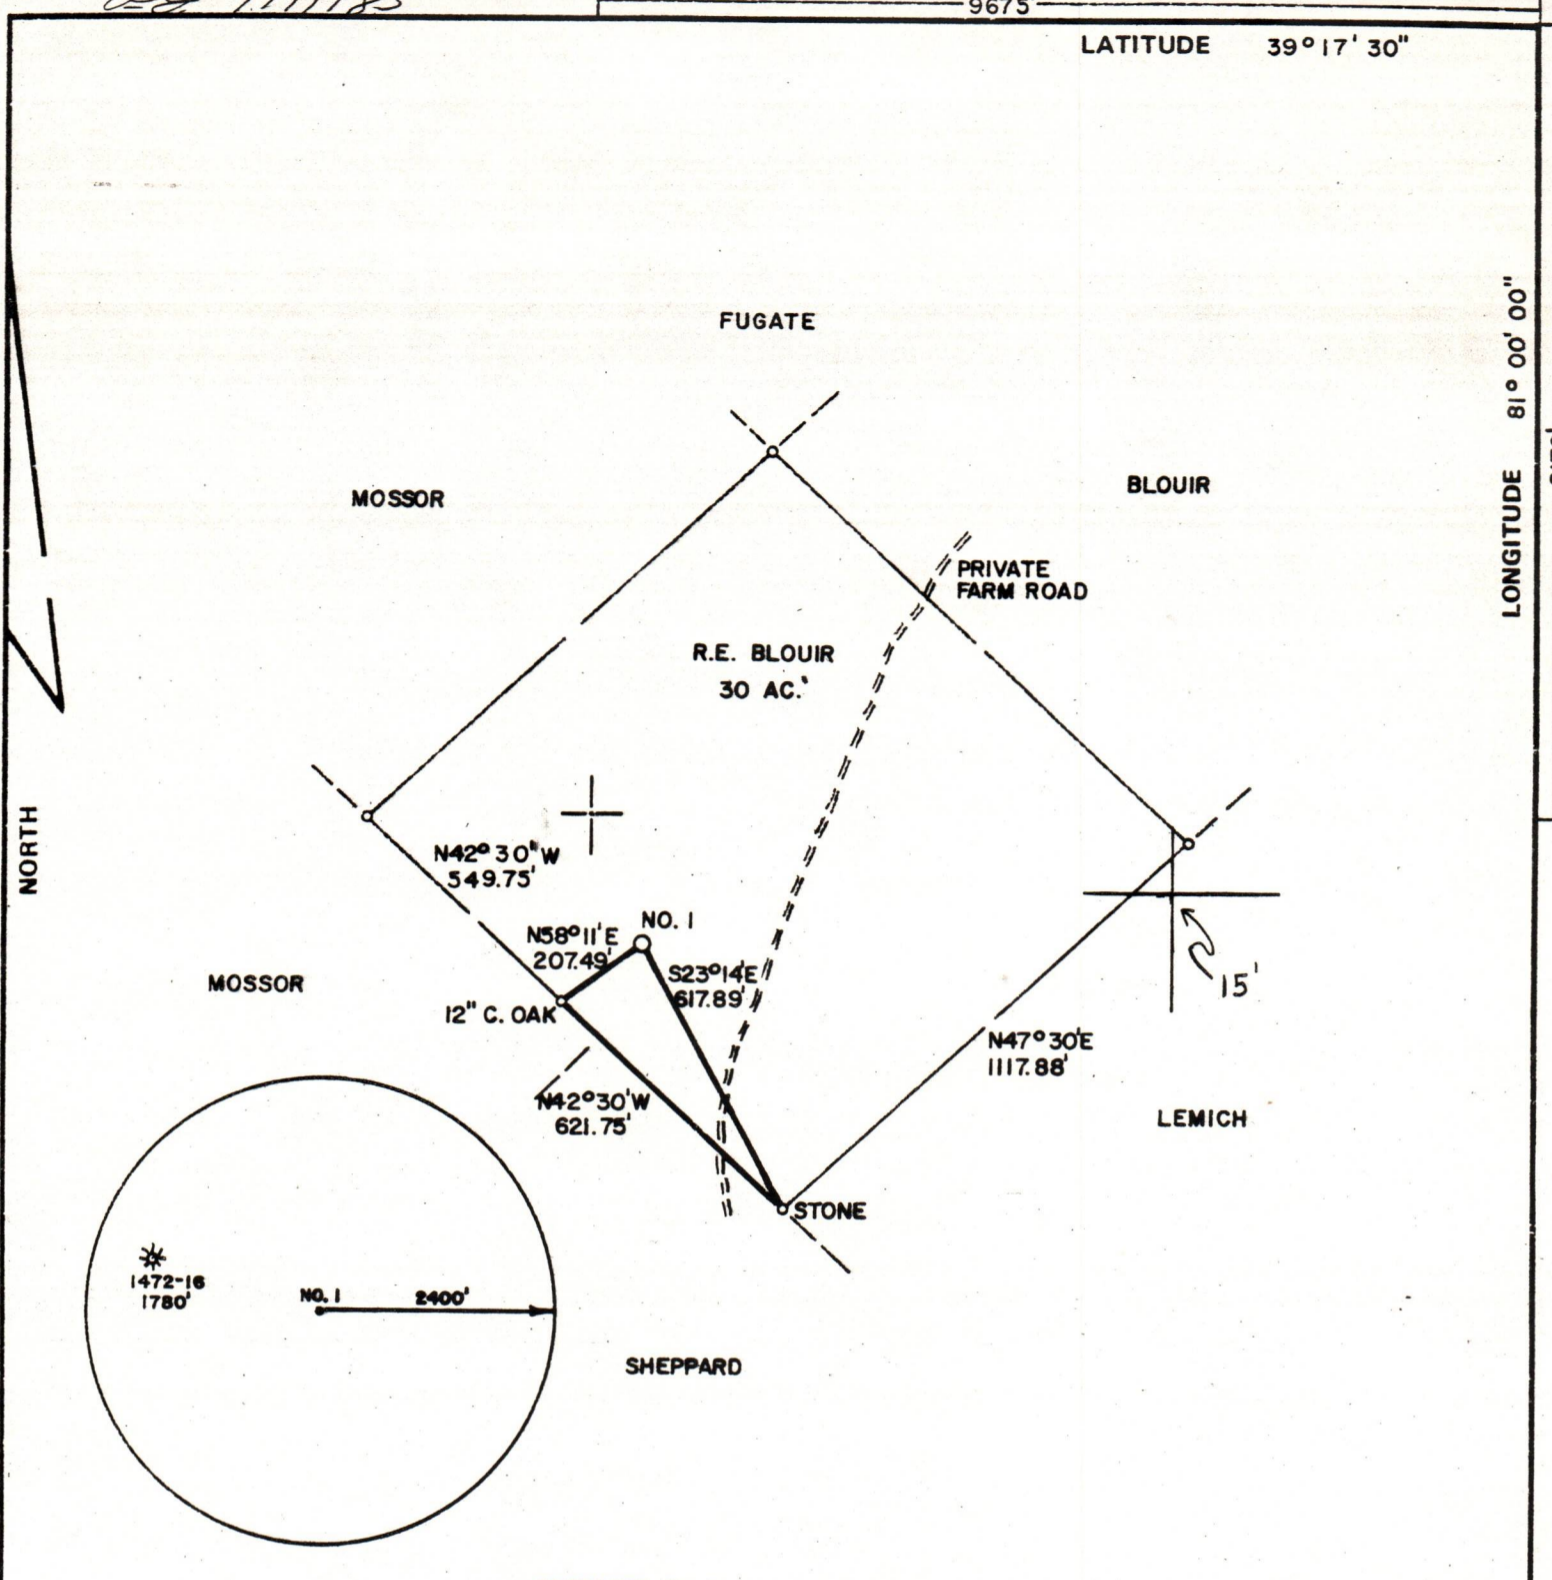 9675'
LATITUDE 39° 17' 30"
LONGITUDE 81° 00' 00"
FUGATE
MOSSOR
BLOUIR
PRIVATE
FARM ROAD
R.E. BLOUIR
30 AC.
NORTH
N42° 30" W
549.75'
NO. 1
N58° 11' E
207.49'
S23° 14' E
617.89'
MOSSOR
12" C. OAK
15'
N47° 30' E
1117.88'
N42° 30' W
621.75'
LEMICH
STONE
1472-16
1780'
NO. 1
2400'
SHEPPARD